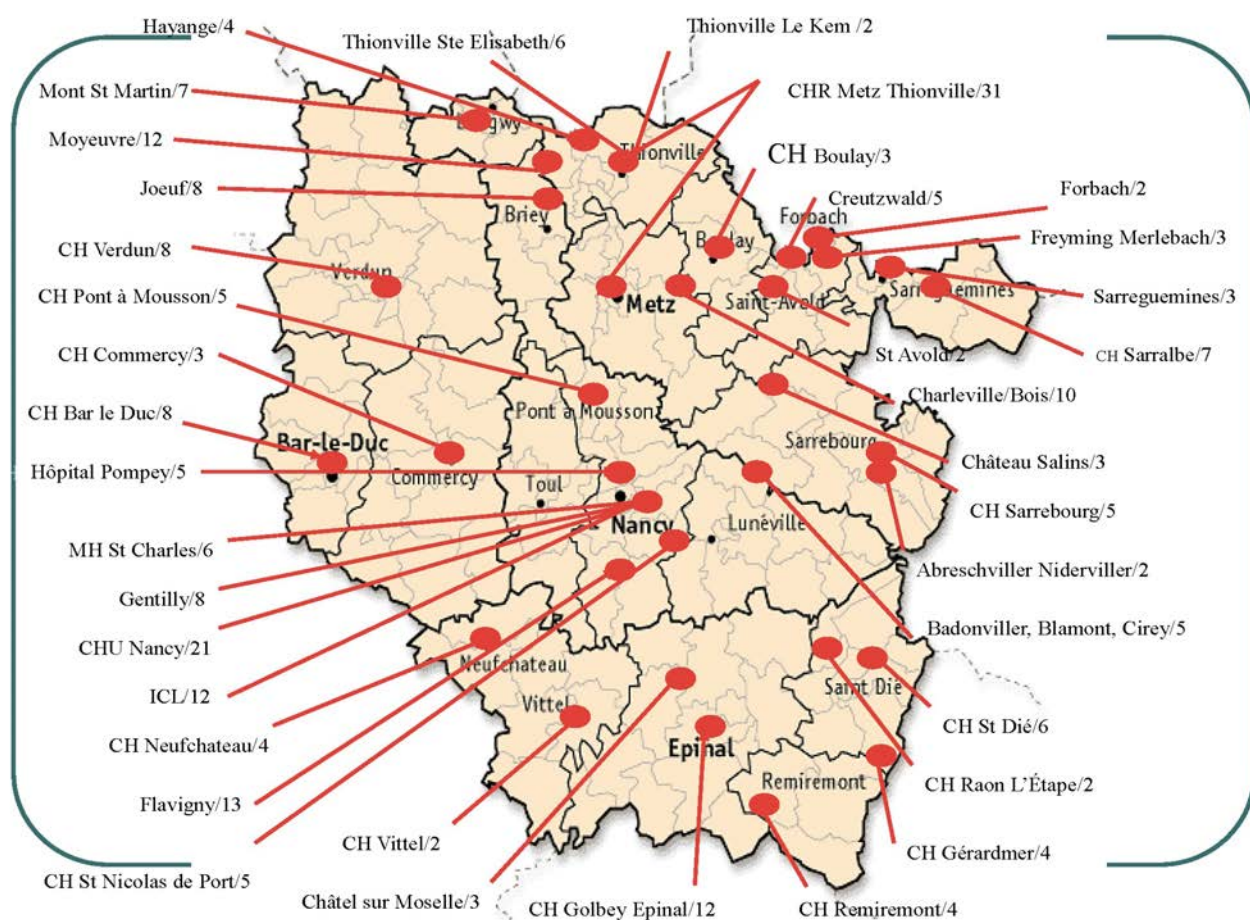 Hayange/4
Thionville Ste Elisabeth/6
Thionville Le Kem /2
Mont St Martin/7
CHR Metz Thionville/31
Moyeuvre/12
Thionville
CH Boulay/3
Joeuf/8
Creutzwald/5
Forbach/2
Briey
Forbach
Freyming Merlebach/3
CH Verdun/8
Verdun
Sarreguemines
Sarreguemines/3
CH Pont à Mousson/5
Metz
Saint-Avold
CH Commercy/3
St Avold/2
CH Sarralbe/7
Charleville/Bois/10
CH Bar le Duc/8
Pont à Mousson
Bar-le-Duc
Sarrebourg
Château Salins/3
Hôpital Pompey/5
Commercy
Toul
CH Sarrebourg/5
MH St Charles/6
Nancy
Lunéville
Abreschviller Niderviller/2
Gentilly/8
Badonviller, Blamont, Cirey/5
CHU Nancy/21
Neufchateau
Saint Dié
ICL/12
Vittel
CH St Dié/6
CH Neufchateau/4
Epinal
CH Raon L'Étape/2
Flavigny/13
Remiremont
CH Vittel/2
CH Gérardmer/4
CH St Nicolas de Port/5
Châtel sur Moselle/3
CH Golbey Epinal/12
CH Remiremont/4